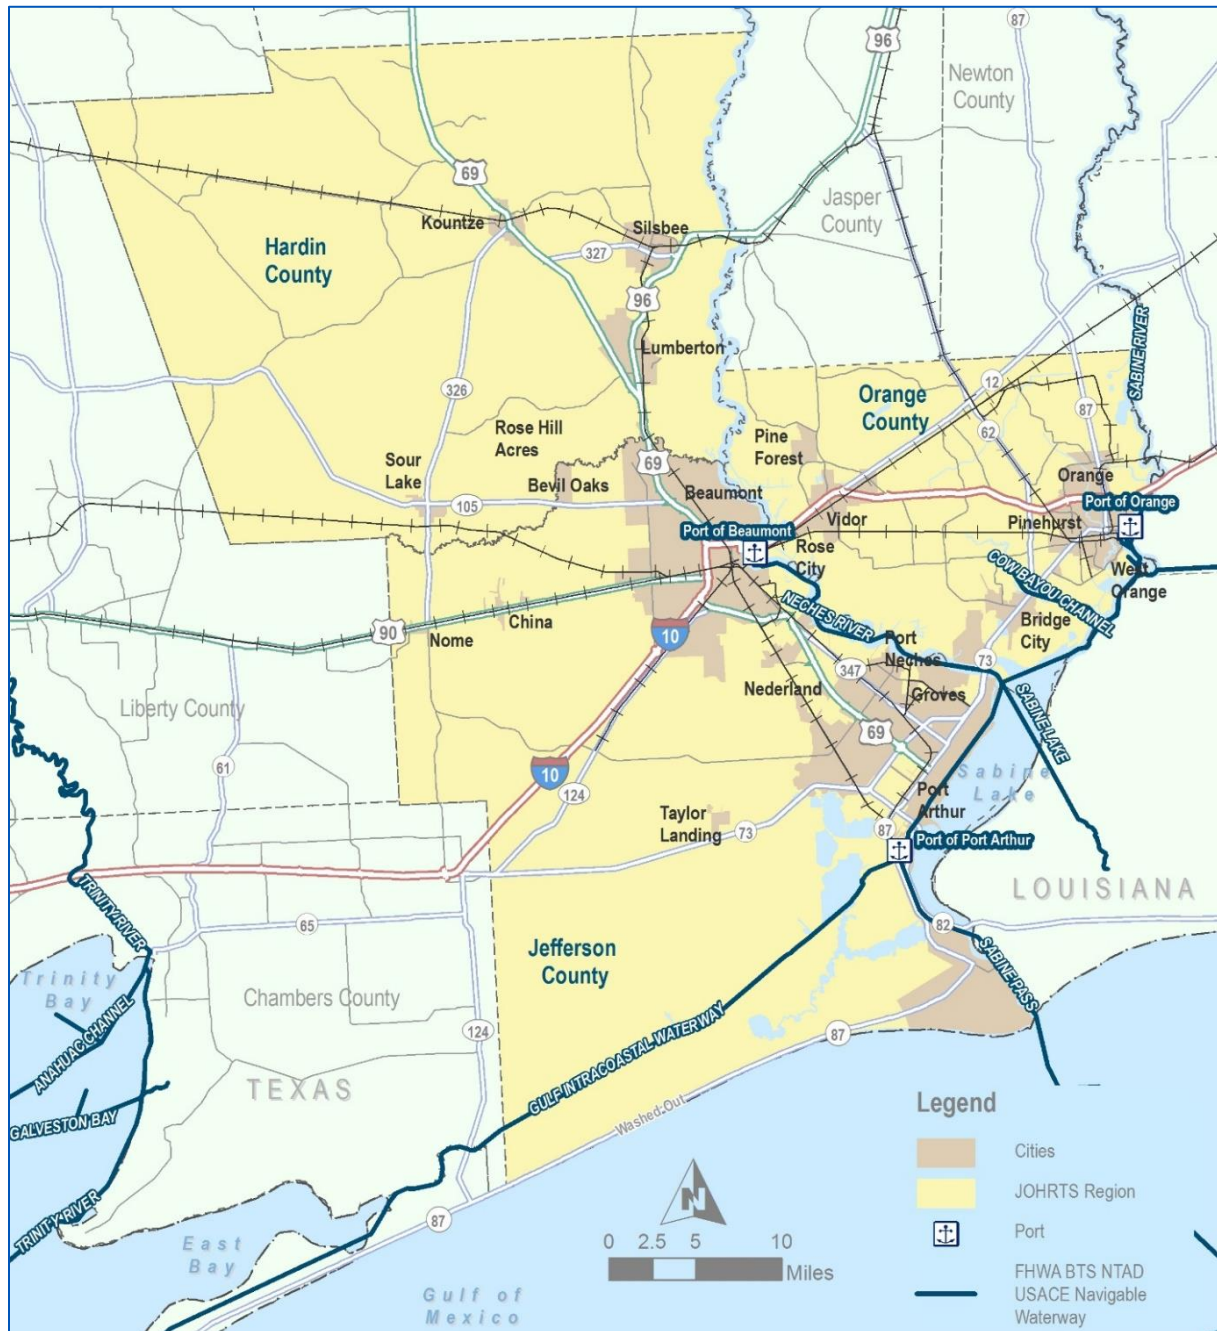 87
96
Newton
County
69
Jasper
County
Kountze
Silsbee
327
Hardin
County
96
SABINE RIVER
Lumberton
326
Orange
County
12
87
62
Rose Hill
Acres
Pine
Forest
Sour
Lake
69
Bevil Oaks
Beaumont
Orange
105
Port of Orange
Port of Beaumont
Vidor
Pinehurst
Rose
City
West
Orange
COW BAYOU CHANNEL
NECHES RIVER
China
90
Nome
10
Bridge
City
Port
Neches
73
347
Nederland
Groves
SABINE LAKE
Liberty County
69
61
10
124
Sabine
Lake
Port
Arthur
Taylor
Landing
73
87
Port of Port Arthur
LOUISIANA
TRINITY RIVER
65
82
Jefferson
County
SABINE PASS
Trinity
Bay
Chambers County
ANAHUAC CHANNEL
124
87
GULF INTRACOASTAL WATERWAY
TEXAS
GALVESTON BAY
Washed Out
TRINITY RIVER
87
East
Bay
Gulf of
Mexico
N
0 2.5 5 10
Miles
Legend
Cities
JOHRTS Region
Port
FHWA BTS NTAD
USACE Navigable
Waterway